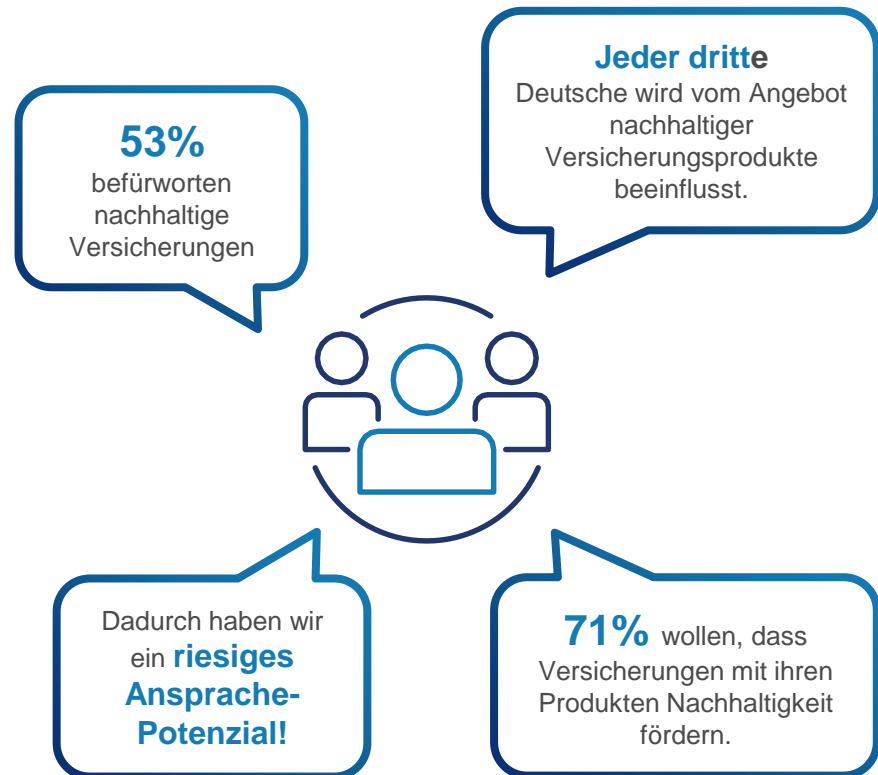 53%
befürworten
nachhaltige
Versicherungen
Jeder dritte
Deutsche wird vom Angebot
nachhaltiger
Versicherungsprodukte
beeinflusst.
Dadurch haben wir
ein riesiges
Ansprache-
Potenzial!
71% wollen, dass
Versicherungen mit ihren
Produkten Nachhaltigkeit
fördern.